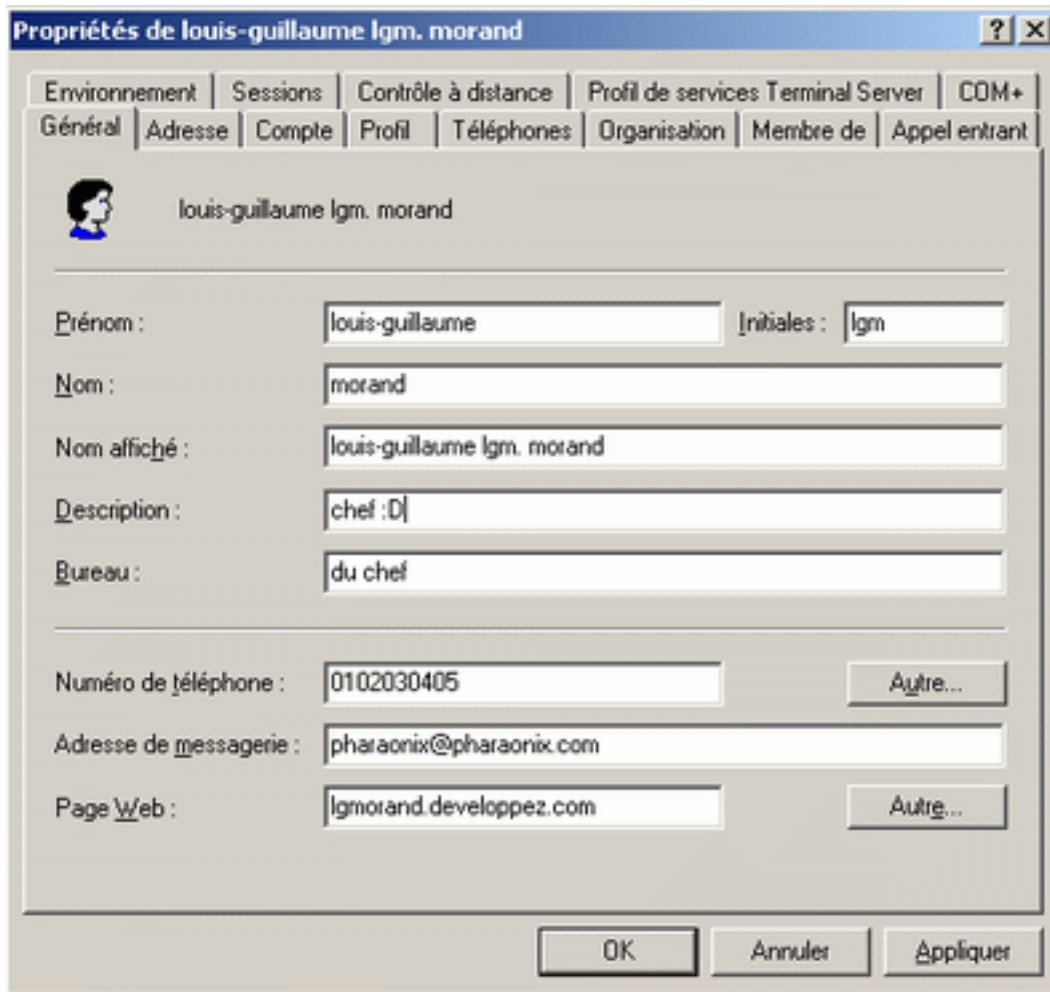 Propriétés de louis-guillaume lgm. morand
Environnement Sessions Contrôle à distance Profil de services Terminal Server COM+
Général Adresse Compte Profil Téléphones Organisation Membre de Appel entrant
louis-guillaume lgm. morand
Prénom : louis-guillaume Initiales : lgm
Nom : morand
Nom affiché : louis-guillaume lgm. morand
Description : chef :D
Bureau : du chef
Numéro de téléphone : 0102030405 Autre...
Adresse de messagerie : pharaonix@pharaonix.com
Page Web : lgmorand.developpez.com Autre...
OK Annuler Appliquer